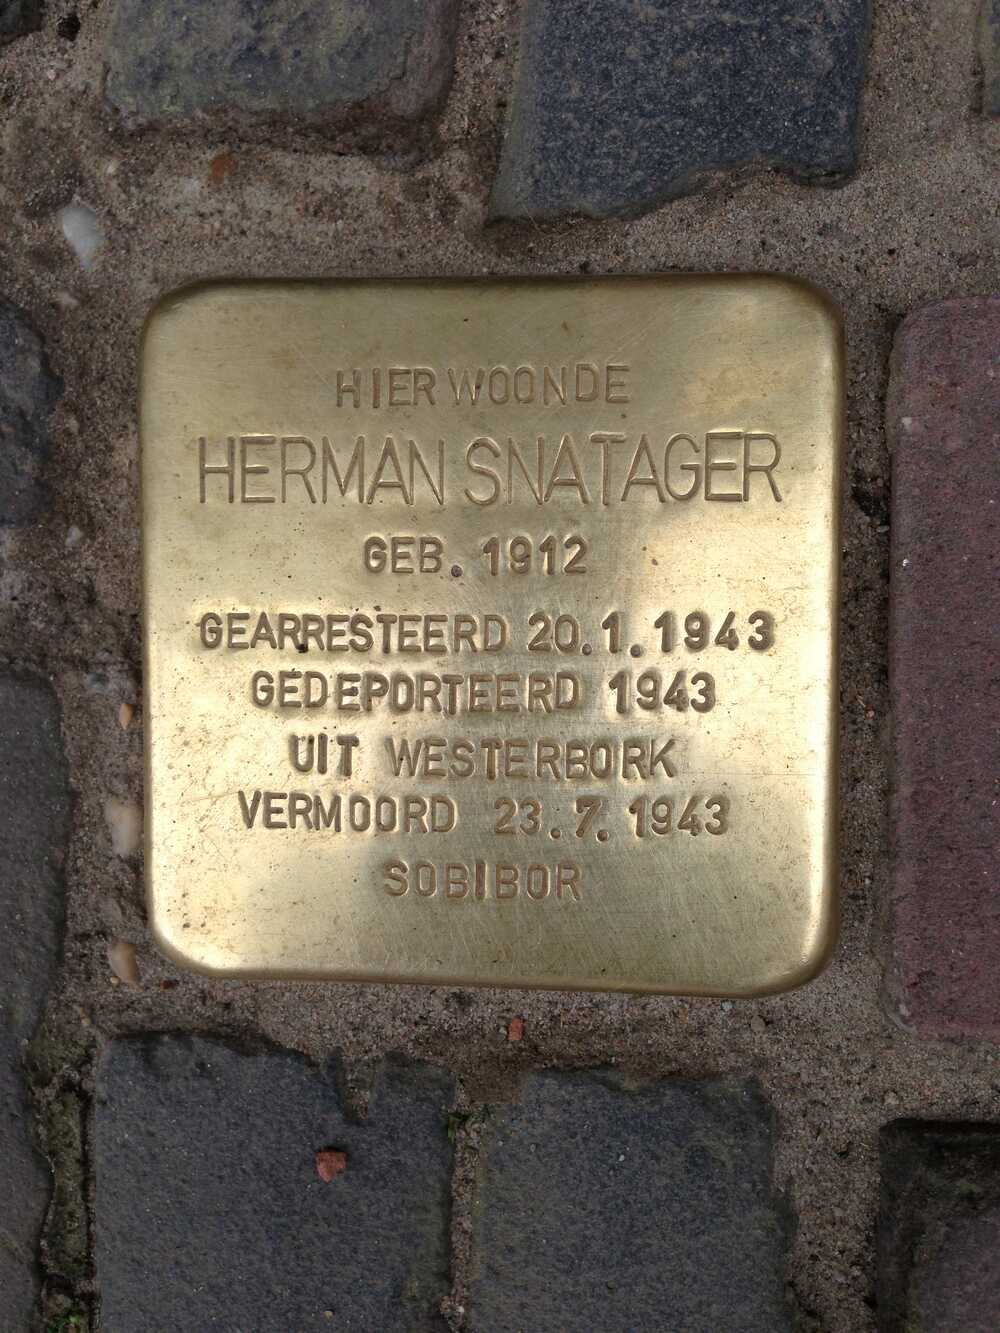 HIER WOONDE
HERMAN SNATAGER
GEB. 1912
GEARRESTEERD 20.1.1943
GEDEPORTEERD 1943
UIT WESTERBORK
VERMOORD 23.7.1943
SOBIBOR